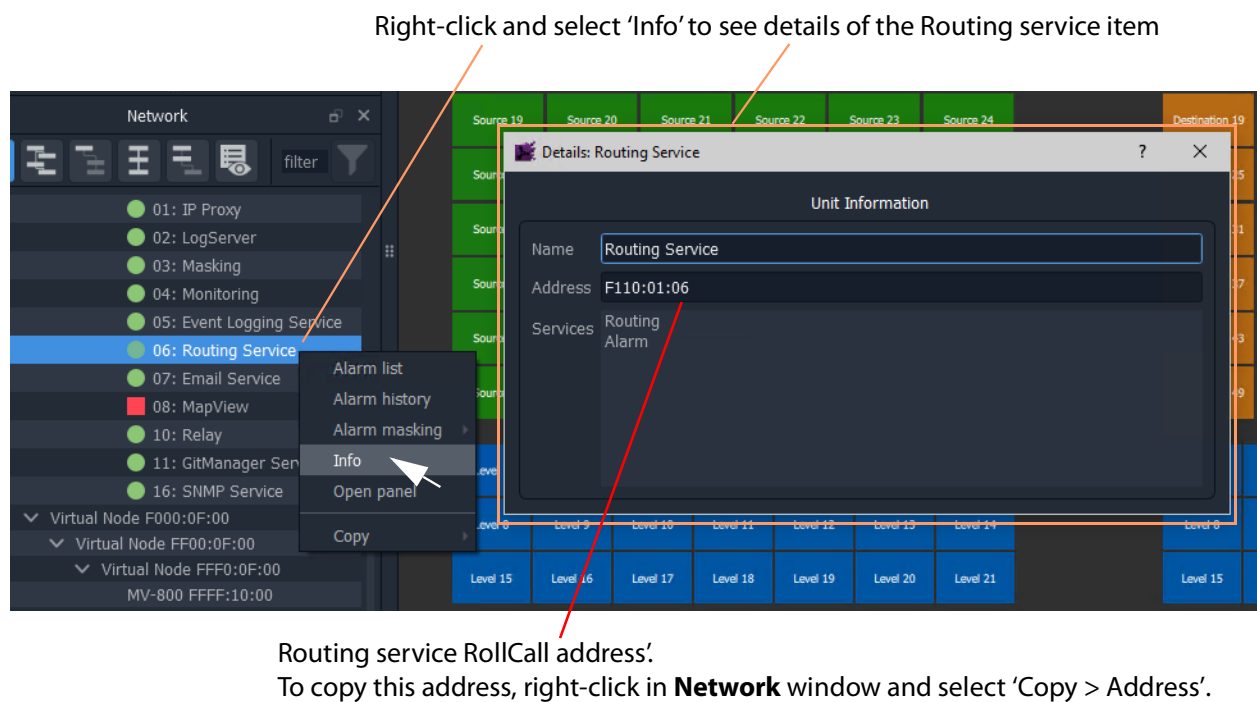 Right-click and select ‘Info’ to see details of the Routing service item
Network
filter
01: IP Proxy
02: LogServer
03: Masking
04: Monitoring
05: Event Logging Service
06: Routing Service
07: Email Service
08: MapView
10: Relay
11: GitManager Ser
16: SNMP Service
Virtual Node F000:0F:00
Virtual Node FF00:0F:00
Virtual Node FFF0:0F:00
MV-800 FFFF:10:00
Alarm list
Alarm history
Alarm masking
Info
Open panel
Copy
Source 19 Source 20 Source 21 Source 22 Source 23 Source 24 Destination 19
Details: Routing Service ? ×
Unit Information
Name Routing Service
Address F110:01:06
Services Routing
Alarm
Level 9 Level 10 Level 11 Level 12 Level 13 Level 14
Level 15 Level 16 Level 17 Level 18 Level 19 Level 20 Level 21 Level 15
Routing service RollCall address’.
To copy this address, right-click in Network window and select ‘Copy > Address’.